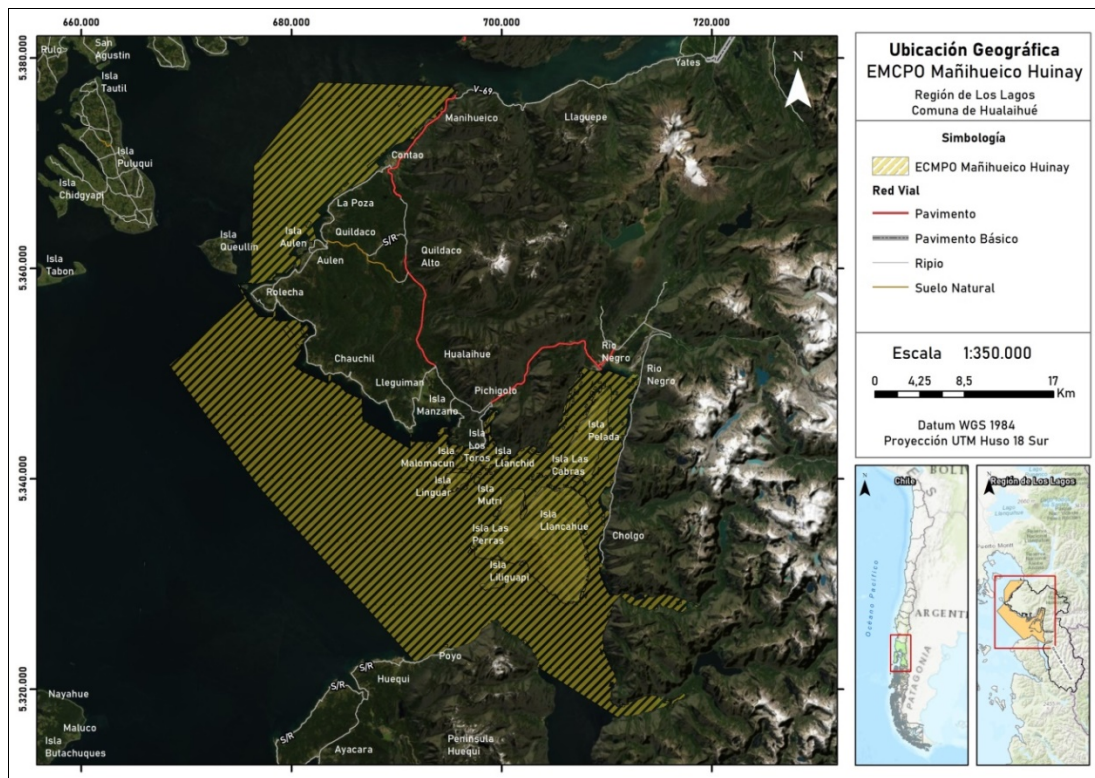 660.000
680.000
700.000
720.000
5.380.000
5.360.000
5.340.000
5.320.000
Rulo
San
Agustin
Isla
Tautil
Isla
Puluqui
Isla
Chidgyapi
Isla
Tabon
Isla
Queullin
Yates
V-69
Manihueico
Llaguepe
N
Contao
La Poza
Isla
Aulen
Quildaco
S/R
Aulen
Quildaco
Alto
Rolecha
Chauchil
Hualaihue
Lleguiman
Isla
Manzano
Pichigolo
Rio
Negro
Rio
Negro
Isla
Pelada
Isla
Los
Toros
Isla
Llanchid
Isla
Malomacun
Isla Las
Cabras
Isla
Linguar
Isla
Mutri
Isla
Llancahue
Isla Las
Perras
Cholgo
Isla
Liliguapi
Poyo
S/R
Huequi
S/R
Ayacara
Peninsula
Huequi
Nayahue
Maluco
Isla
Butachuques
Ubicación Geográfica
EMCPO Mañihueico Huinay
Región de Los Lagos
Comuna de Hualaihué
Simbología
ECMPO Mañihueico Huinay
Red Vial
Pavimento
Pavimento Básico
Ripio
Suelo Natural
Escala 1:350.000
0 4,25 8,5 17
Km
Datum WGS 1984
Proyección UTM Huso 18 Sur
Chile
BOLI
Océano Pacífico
ARGENT
PATAGONIA
Región de Los Lagos